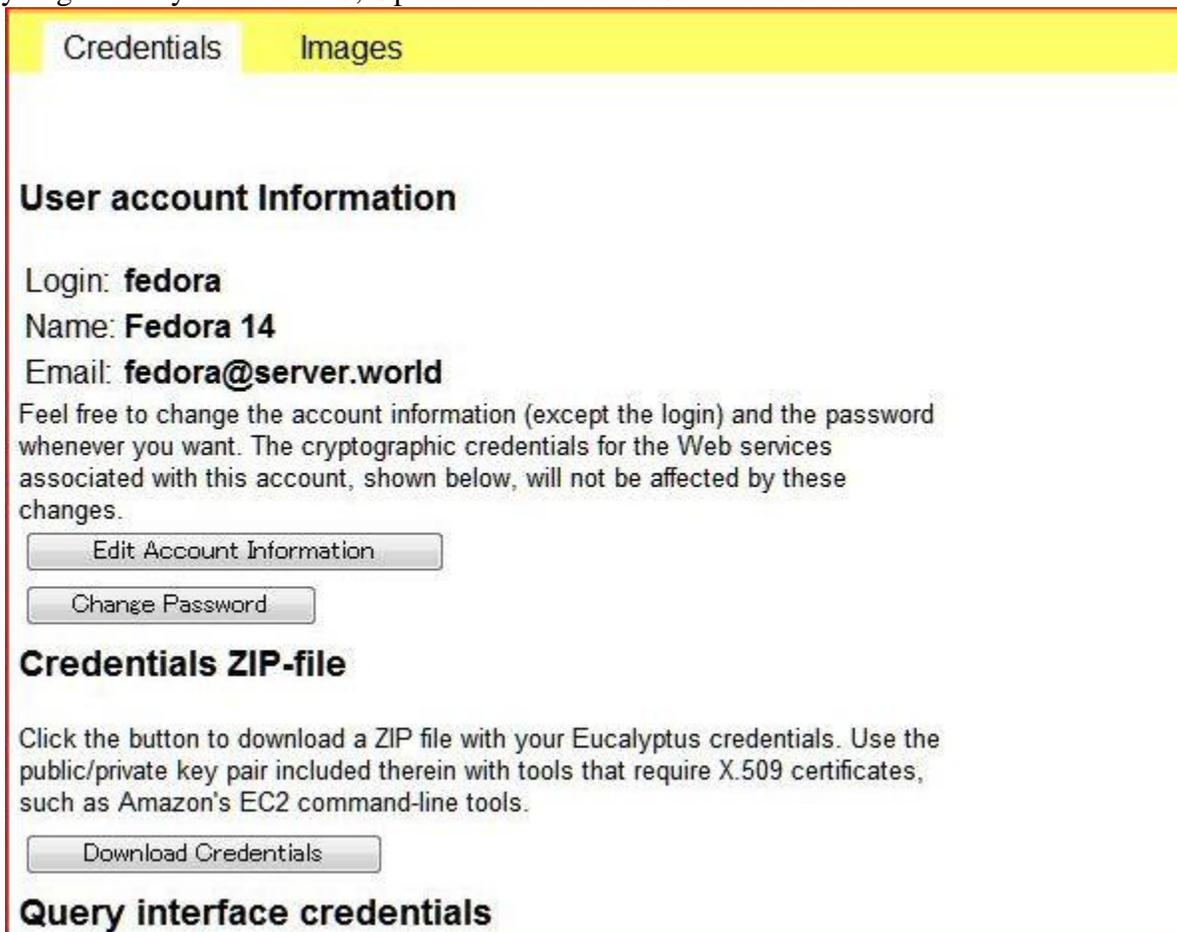 Credentials Images
User account Information
Login: fedora
Name: Fedora 14
Email: fedora@server.world
Feel free to change the account information (except the login) and the password
whenever you want. The cryptographic credentials for the Web services
associated with this account, shown below, will not be affected by these
changes.
Edit Account Information
Change Password
Credentials ZIP-file
Click the button to download a ZIP file with your Eucalyptus credentials. Use the
public/private key pair included therein with tools that require X.509 certificates,
such as Amazon's EC2 command-line tools.
Download Credentials
Query interface credentials